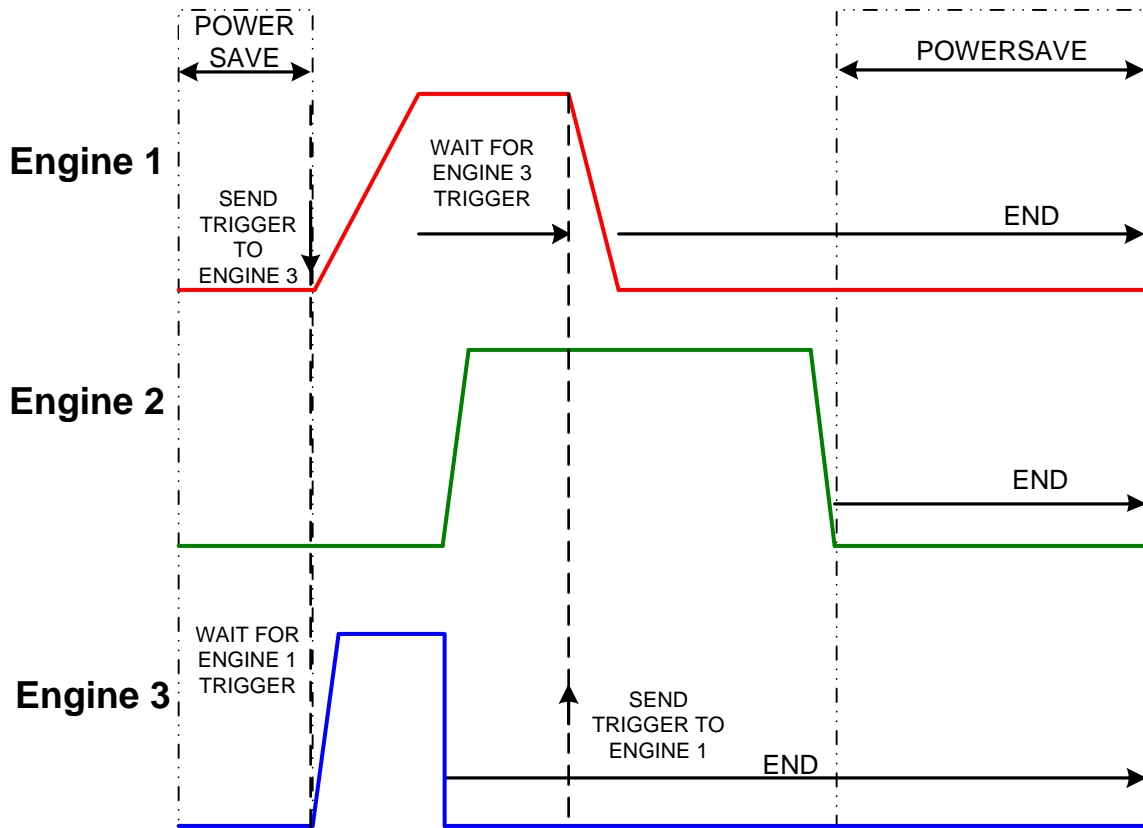 POWER
SAVE
POWERSAVE
Engine 1
WAIT FOR
ENGINE 3
TRIGGER
SEND
TRIGGER
TO
ENGINE 3
END
Engine 2
END
WAIT FOR
ENGINE 1
TRIGGER
Engine 3
SEND
TRIGGER TO
ENGINE 1
END